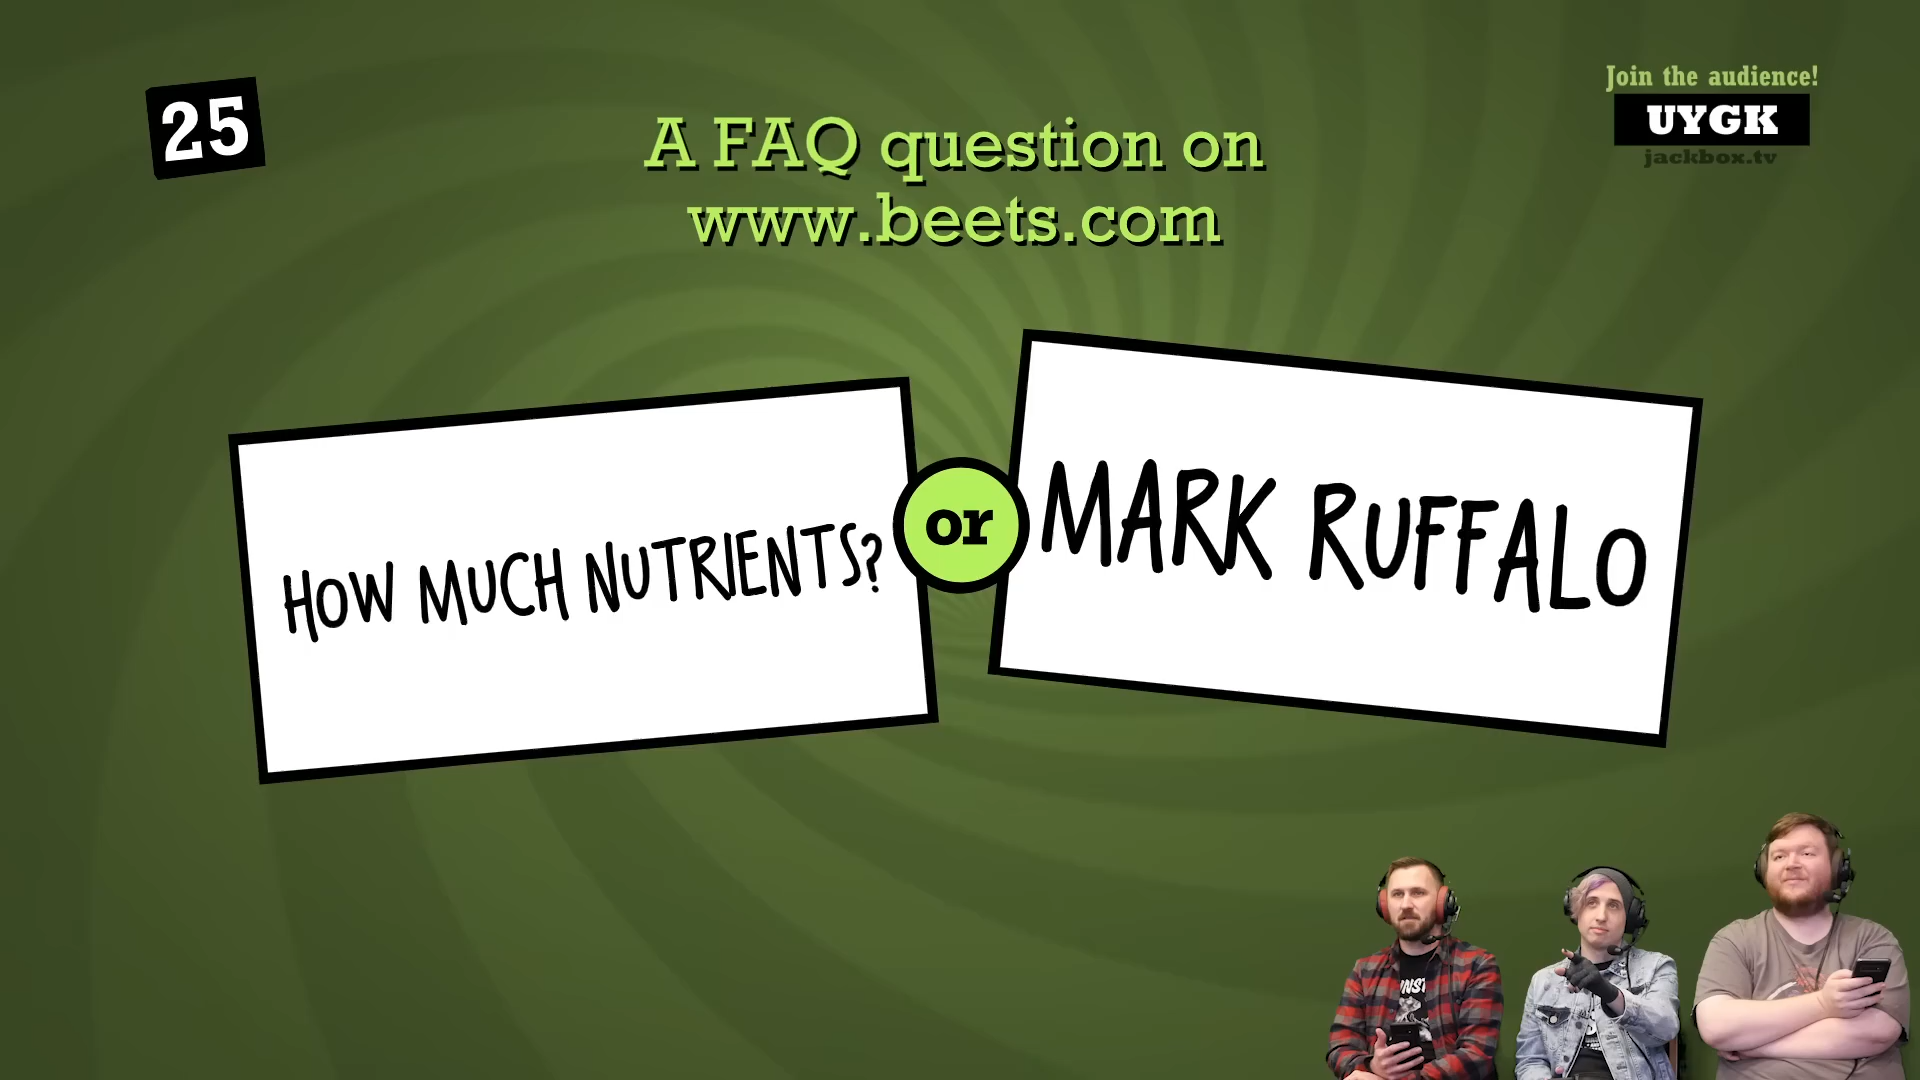 25
Join the audience!
UYGK
jackbox.tv
A FAQ question on
www.beets.com
HOW MUCH NUTRIENTS?
or
MARK RUFFALO